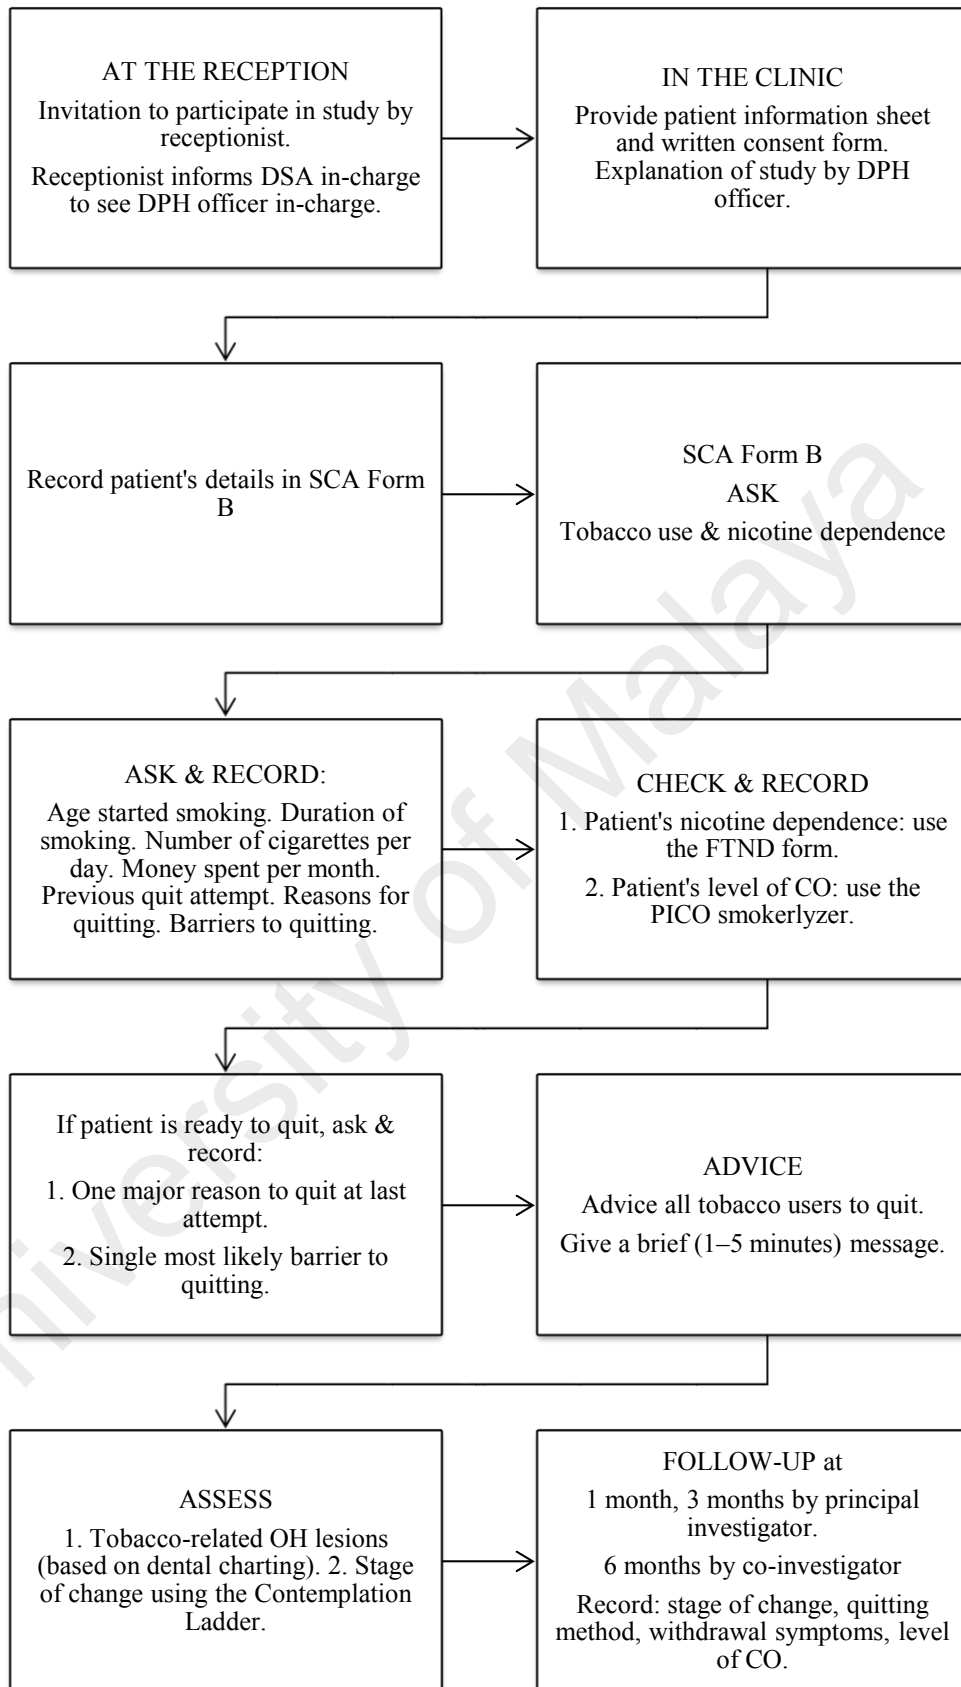 AT THE RECEPTION
Invitation to participate in study by
receptionist.
Receptionist informs DSA in-charge
to see DPH officer in-charge.
IN THE CLINIC
Provide patient information sheet
and written consent form.
Explanation of study by DPH
officer.
Record patient's details in SCA Form
B
SCA Form B
ASK
Tobacco use & nicotine dependence
ASK & RECORD:
Age started smoking. Duration of
smoking. Number of cigarettes per
day. Money spent per month.
Previous quit attempt. Reasons for
quitting. Barriers to quitting.
CHECK & RECORD
1. Patient's nicotine dependence: use
the FTND form.
2. Patient's level of CO: use the
PICO smokerlyzer.
If patient is ready to quit, ask &
record:
1. One major reason to quit at last
attempt.
2. Single most likely barrier to
quitting.
ADVICE
Advice all tobacco users to quit.
Give a brief (1–5 minutes) message.
ASSESS
1. Tobacco-related OH lesions
(based on dental charting). 2. Stage
of change using the Contemplation
Ladder.
FOLLOW-UP at
1 month, 3 months by principal
investigator.
6 months by co-investigator
Record: stage of change, quitting
method, withdrawal symptoms, level
of CO.
niversity of Malaya